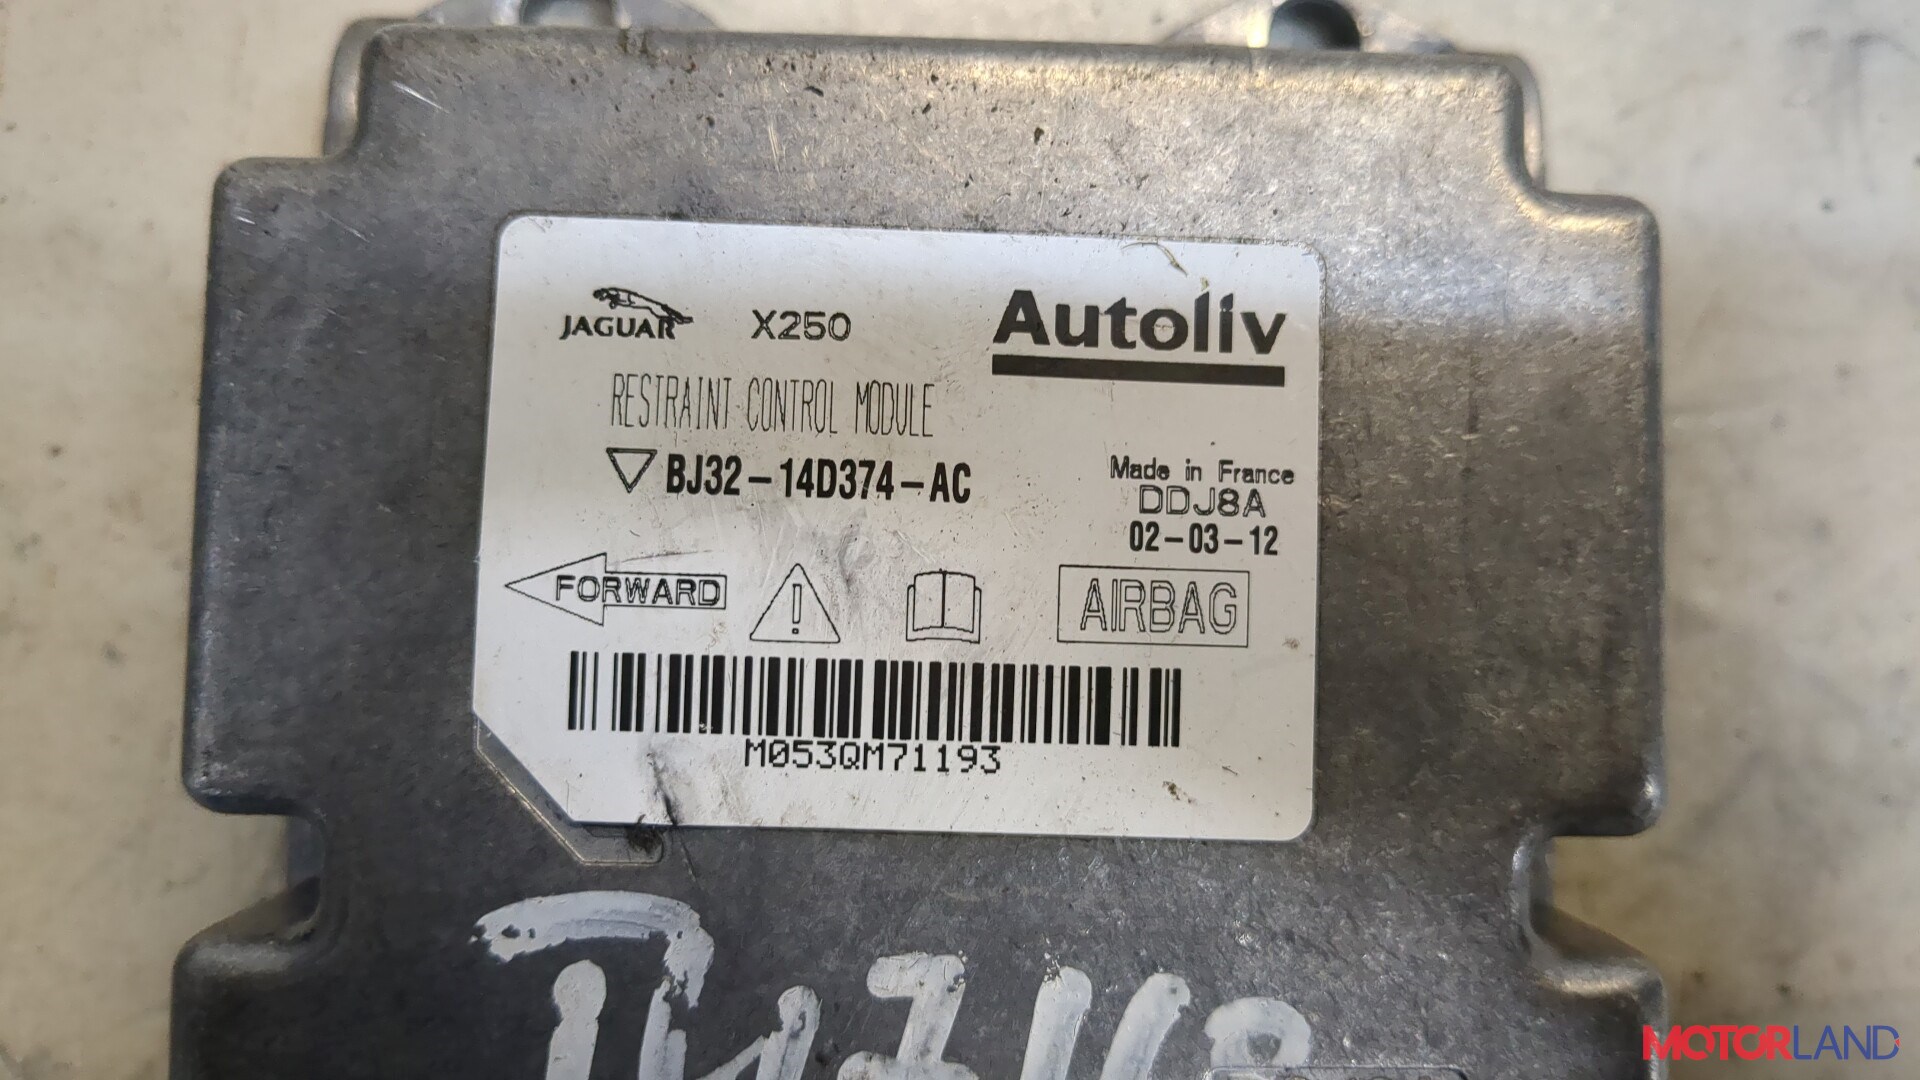 JAGUAR X250 Autoliv
RESTRAINT CONTROL MODULE
BJ32-14D374-AC
Made in France
DDJ8A
02-03-12
FORWARD ! AIRBAG
M053QM71193
MOTORLAND